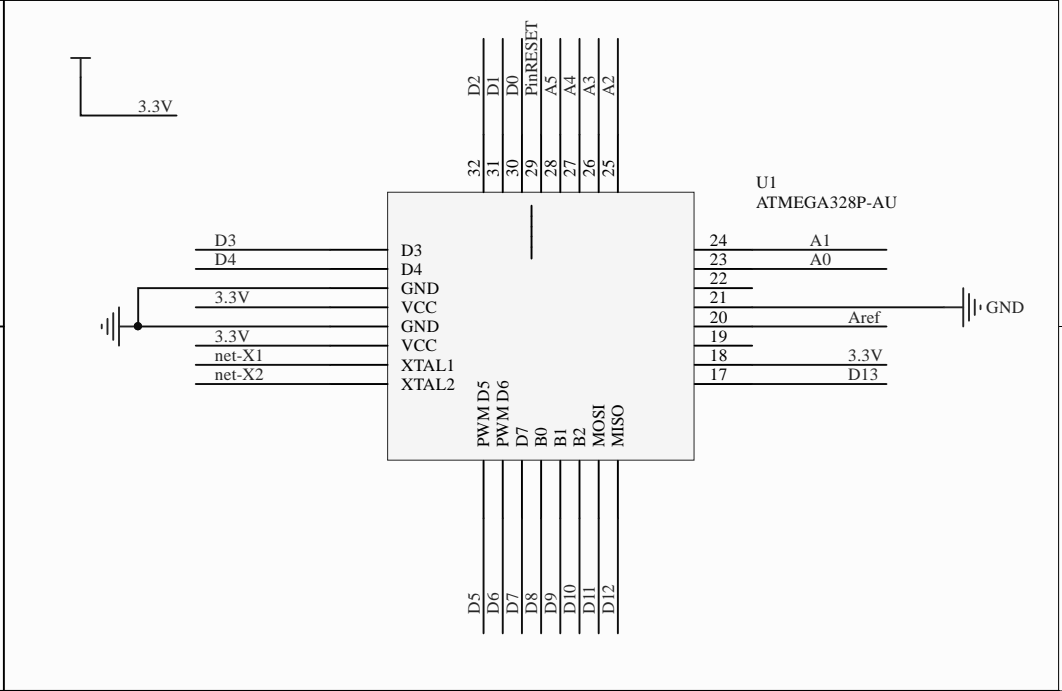 3.3V
D2
D1
D0
PinRESET
A5
A4
A3
A2
32
31
30
29
28
27
26
25
U1
ATMEGA328P-AU
D3
D4
3.3V
3.3V
net-X1
net-X2
D3
D4
GND
VCC
GND
VCC
XTAL1
XTAL2
24 A1
23 A0
22
21 GND
20 Aref
19
18 3.3V
17 D13
PWM D5
PWM D6
D7
B0
B1
B2
MOSI
MISO
D5
D6
D7
D8
D9
D10
D11
D12